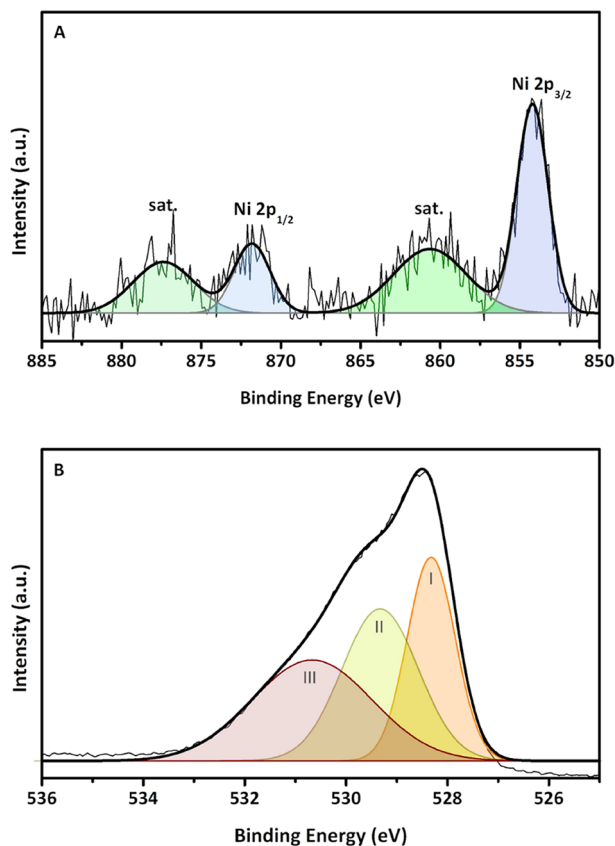 A
Ni 2p3/2
sat.
Ni 2p1/2
sat.
Intensity (a.u.)
885 880 875 870 865 860 855 850
Binding Energy (eV)
B
I
II
III
Intensity (a.u.)
536 534 532 530 528 526
Binding Energy (eV)